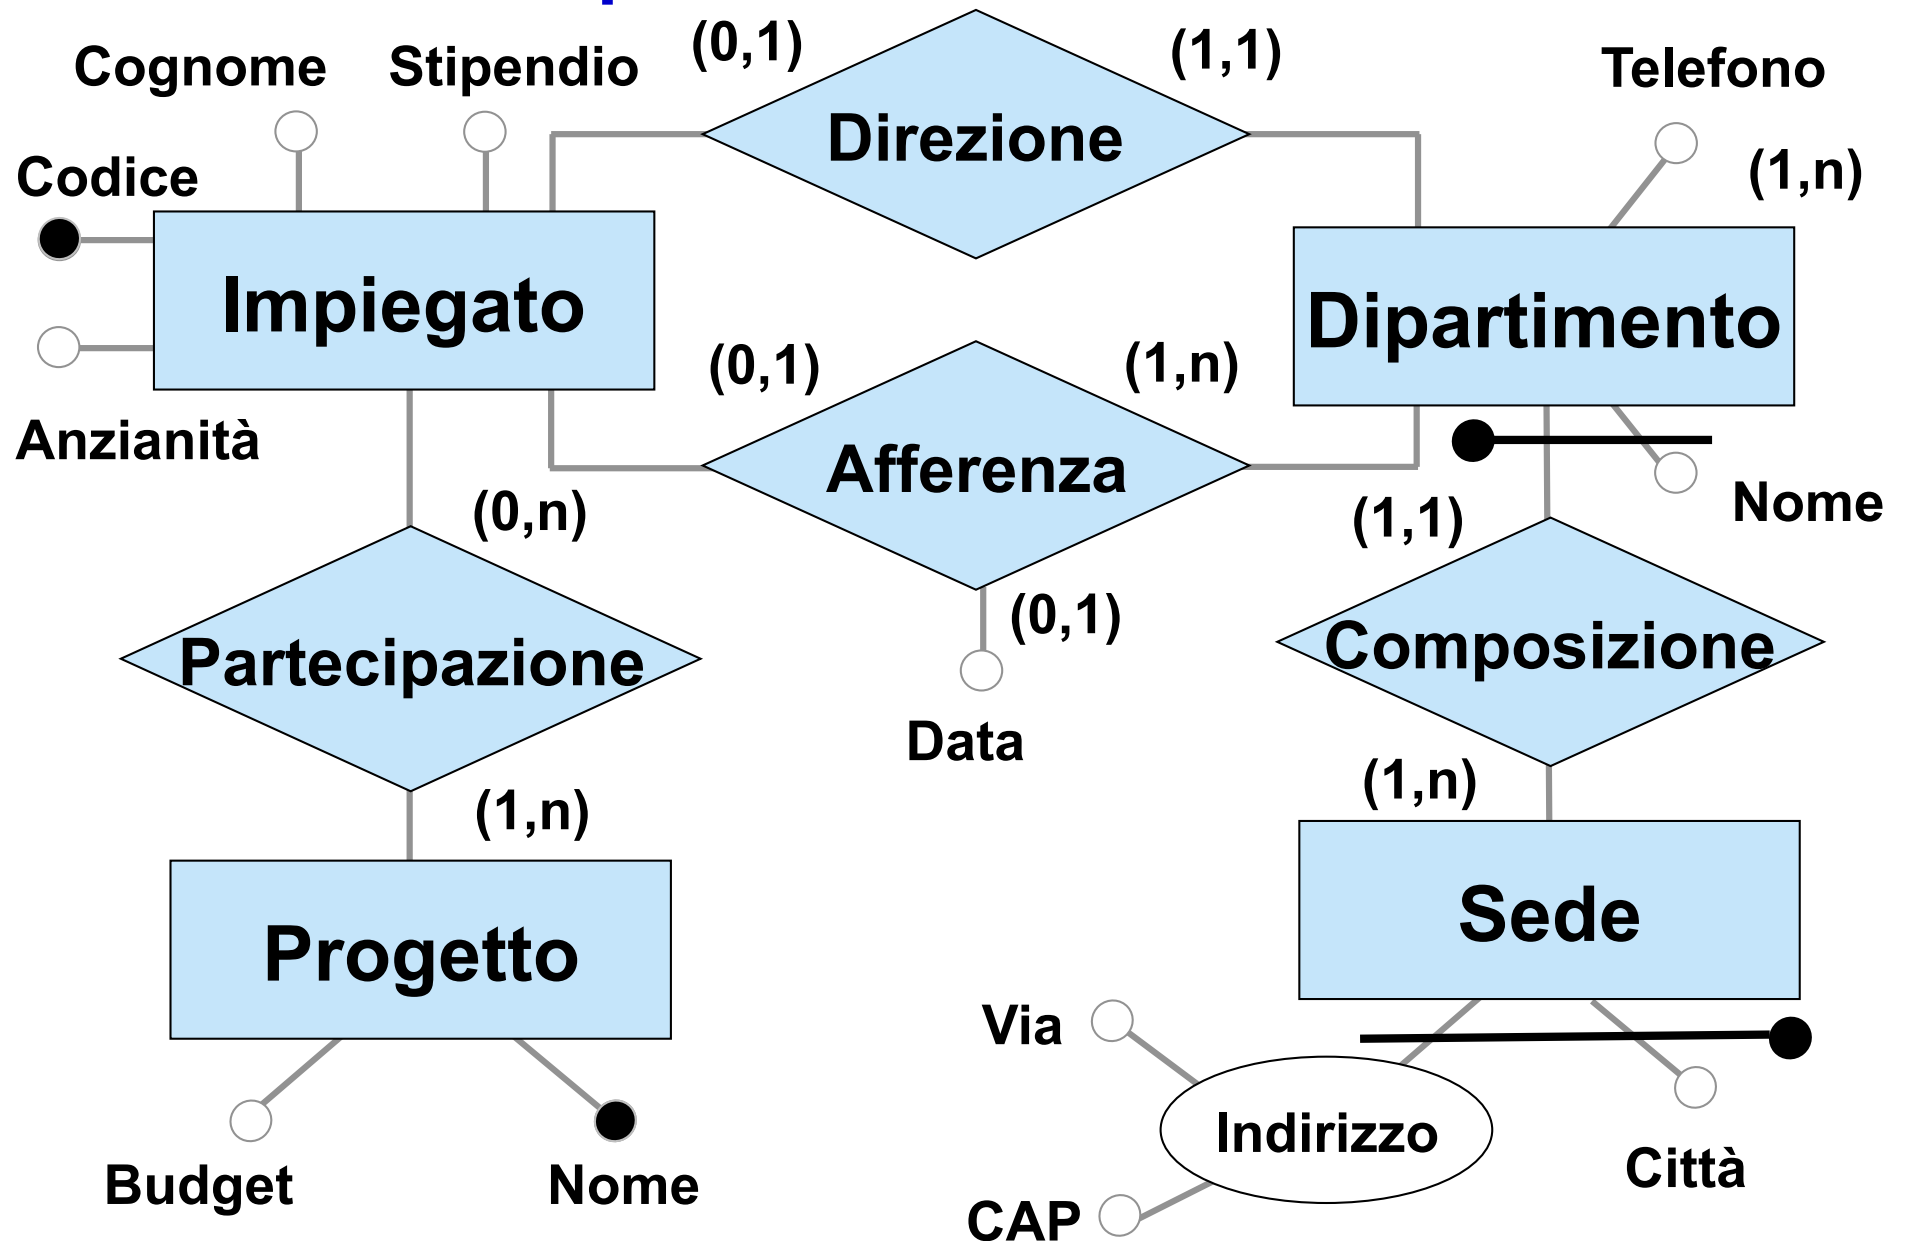 (0,1)
(1,1)
Cognome
Stipendio
Telefono
Direzione
Codice
(1,n)
Impiegato
Dipartimento
(0,1)
(1,n)
Anzianità
Afferenza
(0,n)
(1,1)
Nome
(0,1)
Partecipazione
Composizione
Data
(1,n)
(1,n)
Sede
Progetto
Via
Indirizzo
Città
Budget
Nome
CAP